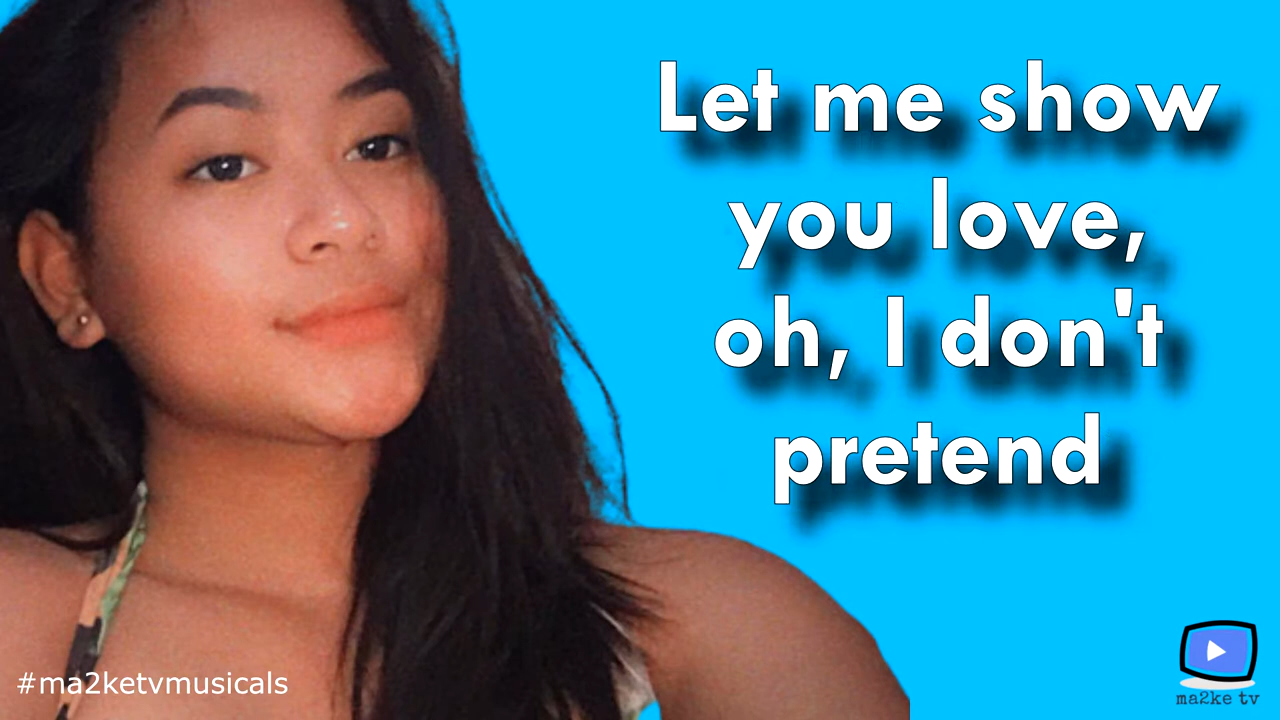 Let me show
you love,
oh, I don't
pretend
#ma2ketvmusicals
ma2ke tv